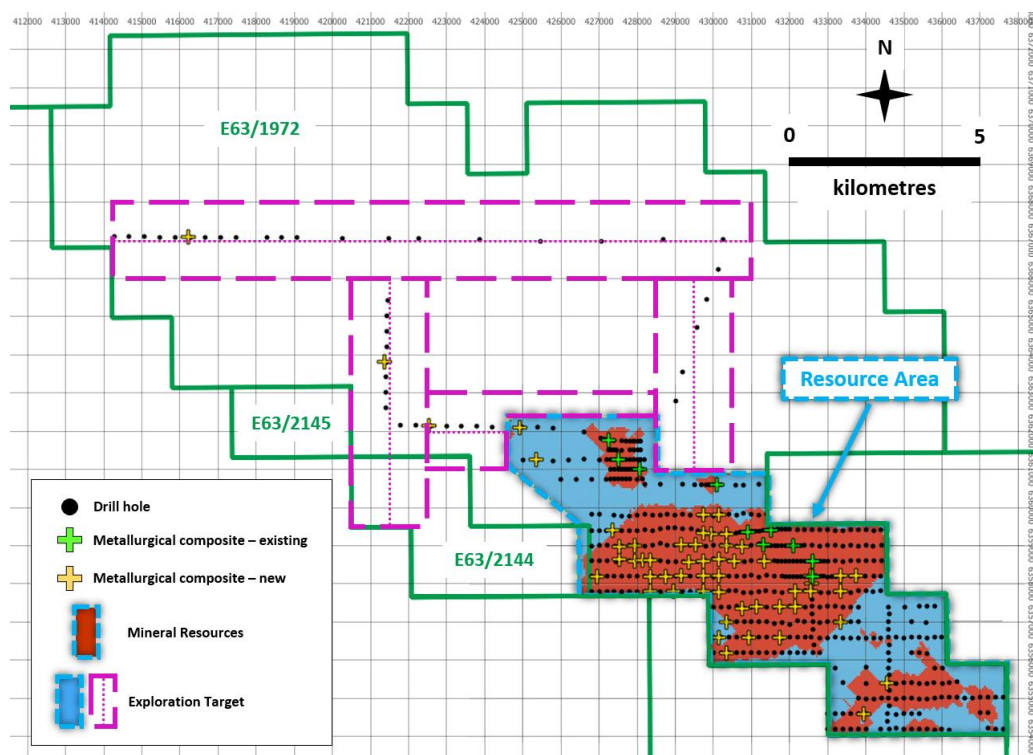 412000 413000 414000 415000 416000 417000 418000 419000 420000 421000 422000 423000 424000 425000 426000 427000 428000 429000 430000 431000 432000 433000 434000 435000 436000 437000
N
E63/1972
0 5
kilometres
Resource Area
E63/2145
E63/2144
Drill hole
Metallurgical composite – existing
Metallurgical composite – new
Mineral Resources
Exploration Target